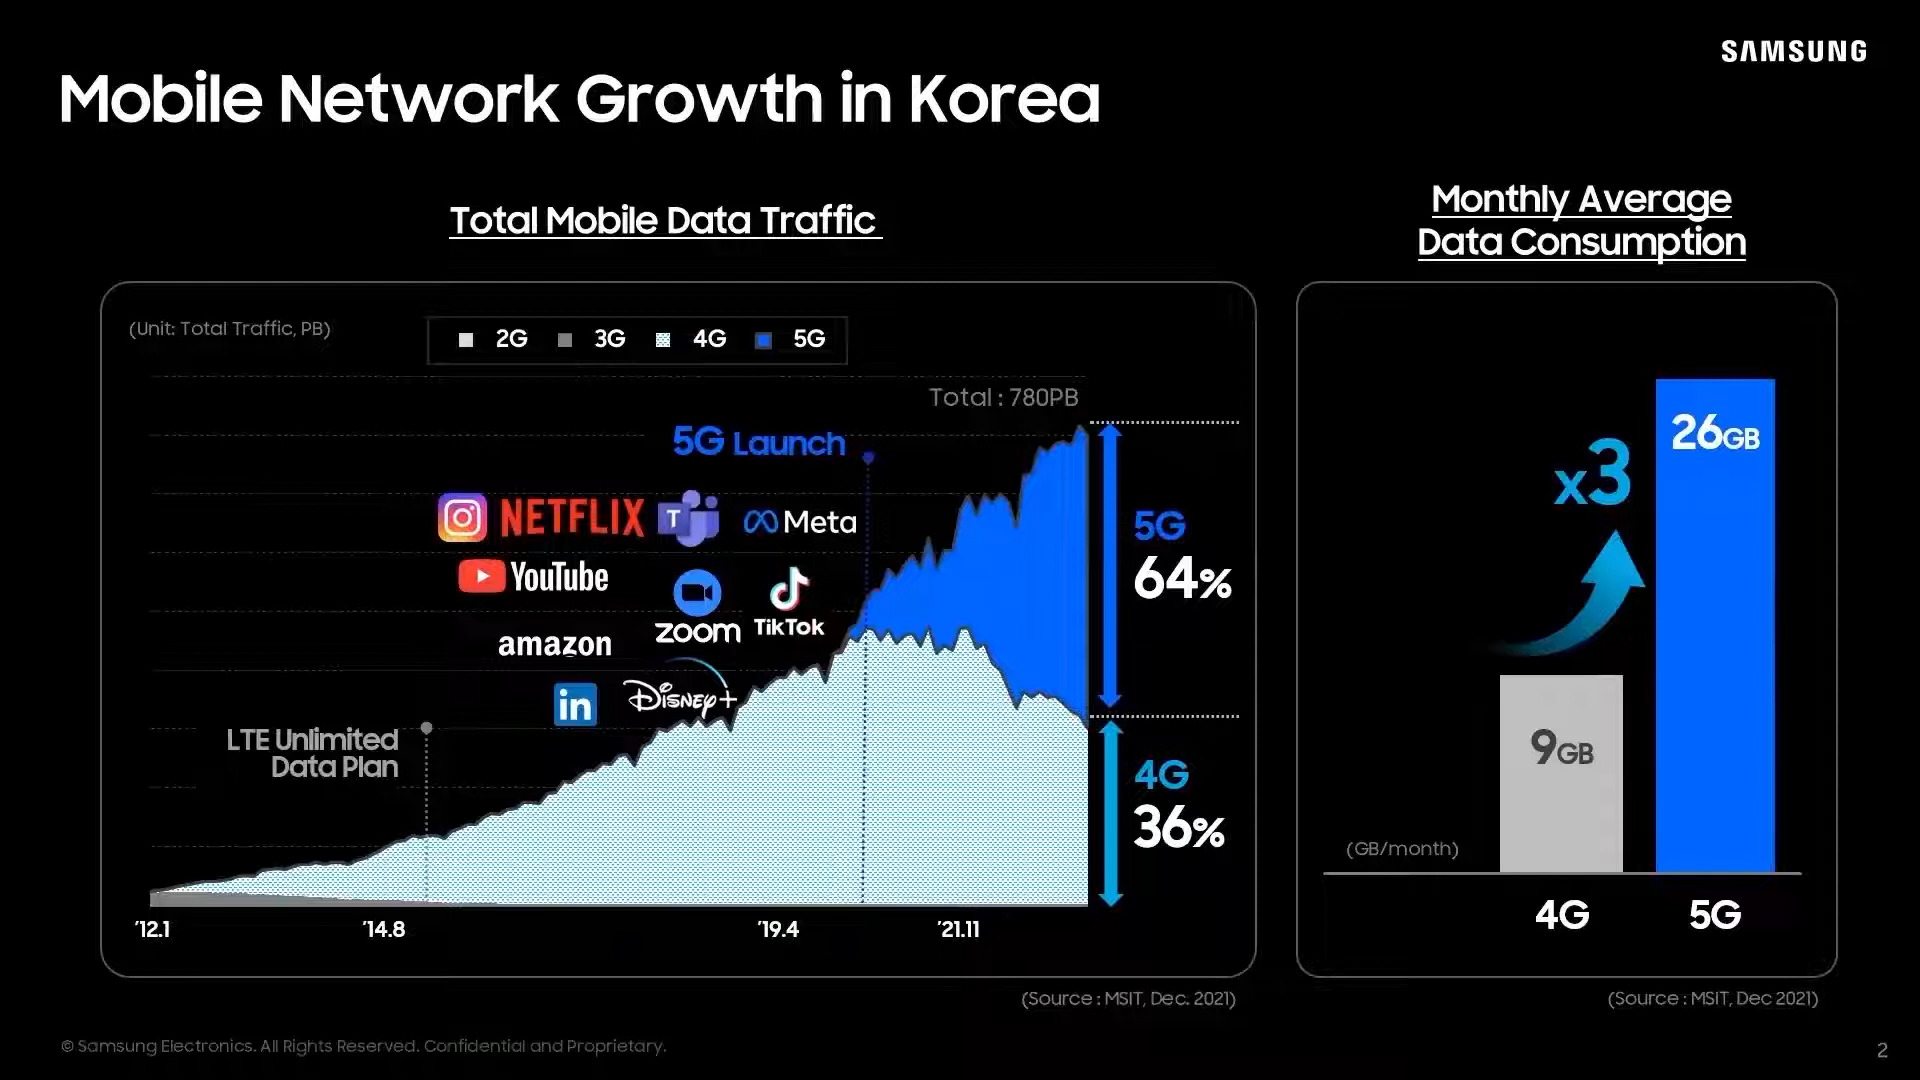 SAMSUNG
Mobile Network Growth in Korea
Total Mobile Data Traffic
(Unit: Total Traffic, PB)
2G 3G 4G 5G
Total : 780PB
5G Launch
NETFLIX
T
Meta
YouTube
zoom
TikTok
amazon
in
Disney+
LTE Unlimited
Data Plan
5G
64%
4G
36%
'12.1 '14.8 '19.4 '21.11
(Source : MSIT, Dec. 2021)
Monthly Average
Data Consumption
26GB
x3
9GB
(GB/month)
4G 5G
(Source : MSIT, Dec 2021)
© Samsung Electronics. All Rights Reserved. Confidential and Proprietary.
2